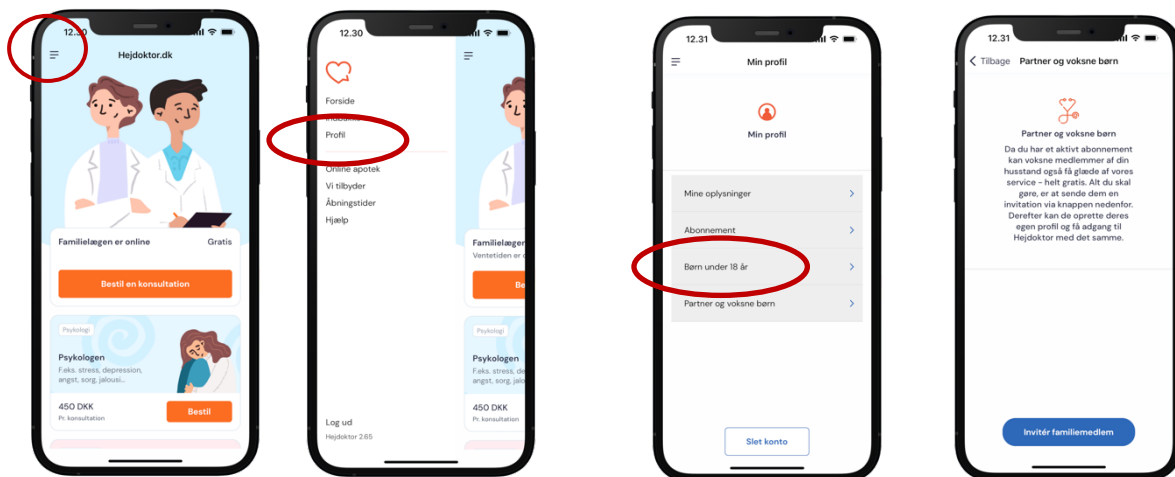 12.30
Hejdoktor.dk
Familielægen er online
Gratis
Bestil en konsultation
Psykologi
Psykologen
F.eks. stress, depression,
angst, sorg, jalousi...
450 DKK
Pr. konsultation
Bestil
12.30
Forside
Profil
Online apotek
Vi tilbyder
Åbningstider
Hjælp
Log ud
Hejdoktor 2.65
Familielægen
Ventetiden er
Be
Psykologi
Psykologen
F.eks. stress, de
angst, sorg, jalo
450 DKK
Pr. konsultation
12.31
Min profil
Min profil
Mine oplysninger
Abonnement
Børn under 18 år
Partner og voksne børn
Slet konto
12.31
Tilbage
Partner og voksne børn
Partner og voksne børn
Da du har et aktivt abonnement
kan voksne medlemmer af din
husstand også få glæde af vores
service - helt gratis. Alt du skal
gøre, er at sende dem en
invitation via knappen nedenfor.
Derefter kan de oprette deres
egen profil og få adgang til
Hejdoktor med det samme.
Invitér familiemedlem